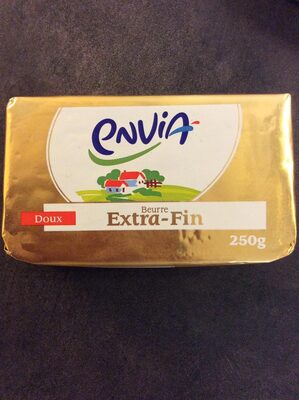 envia
Beurre
Doux Extra-Fin
250g